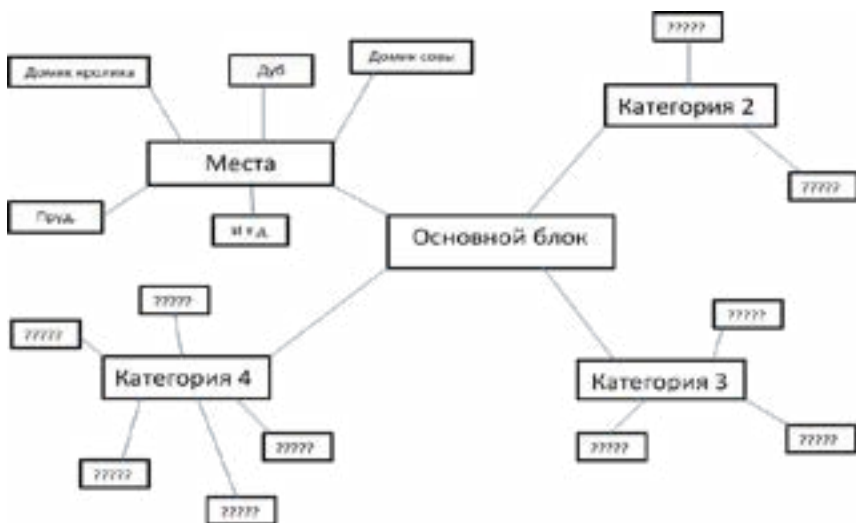 ?????
Домик кролика
Дуб
Домик совы
Категория 2
Места
?????
Пруд
И т.д.
Основной блок
?????
?????
?????
Категория 4
Категория 3
?????
?????
?????
?????
?????